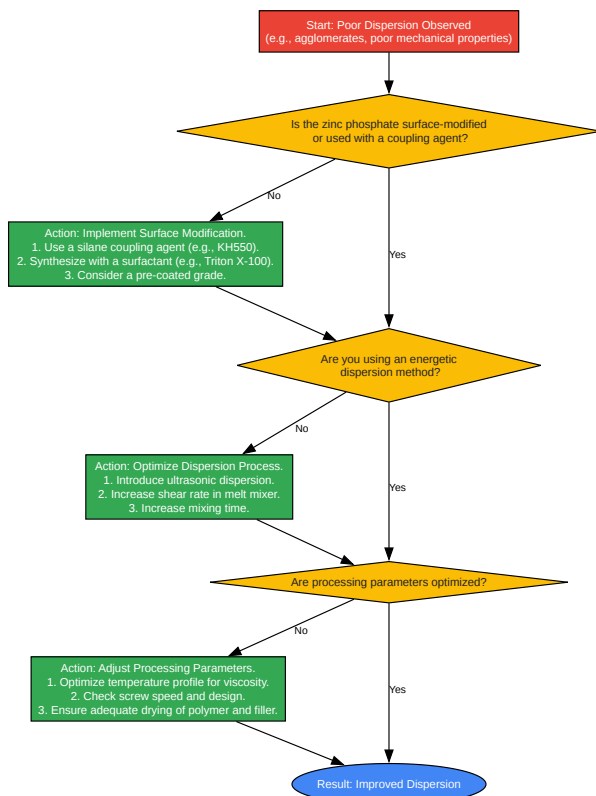 Start: Poor Dispersion Observed
(e.g., agglomerates, poor mechanical properties)
Is the zinc phosphate surface-modified
or used with a coupling agent?
No
Yes
Action: Implement Surface Modification.
1. Use a silane coupling agent (e.g., KH550).
2. Synthesize with a surfactant (e.g., Triton X-100).
3. Consider a pre-coated grade.
Are you using an energetic
dispersion method?
No
Yes
Action: Optimize Dispersion Process.
1. Introduce ultrasonic dispersion.
2. Increase shear rate in melt mixer.
3. Increase mixing time.
Are processing parameters optimized?
No
Yes
Action: Adjust Processing Parameters.
1. Optimize temperature profile for viscosity.
2. Check screw speed and design.
3. Ensure adequate drying of polymer and filler.
Result: Improved Dispersion